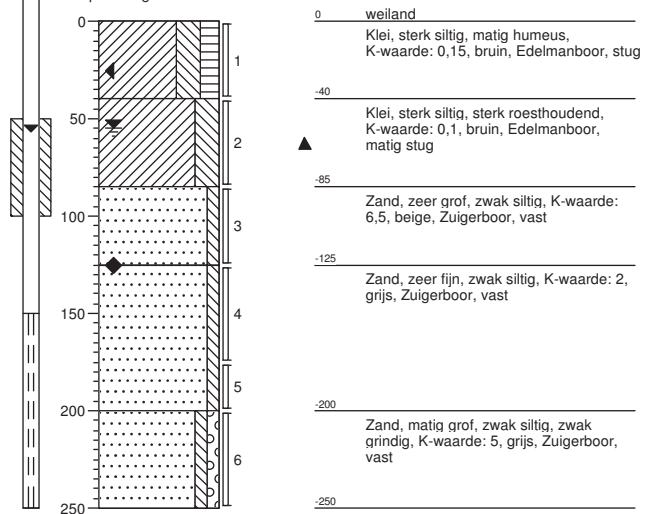 0
50
100
150
200
250
1
2
3
4
5
6
0 weiland
Klei, sterk siltig, matig humeus,
K-waarde: 0,15, bruin, Edelmanboor, stug
-40
Klei, sterk siltig, sterk roesthoudend,
K-waarde: 0,1, bruin, Edelmanboor,
matig stug
-85
Zand, zeer grof, zwak siltig, K-waarde:
6,5, beige, Zuigerboor, vast
-125
Zand, zeer fijn, zwak siltig, K-waarde: 2,
grijs, Zuigerboor, vast
-200
Zand, matig grof, zwak siltig, zwak
grindig, K-waarde: 5, grijs, Zuigerboor,
vast
-250